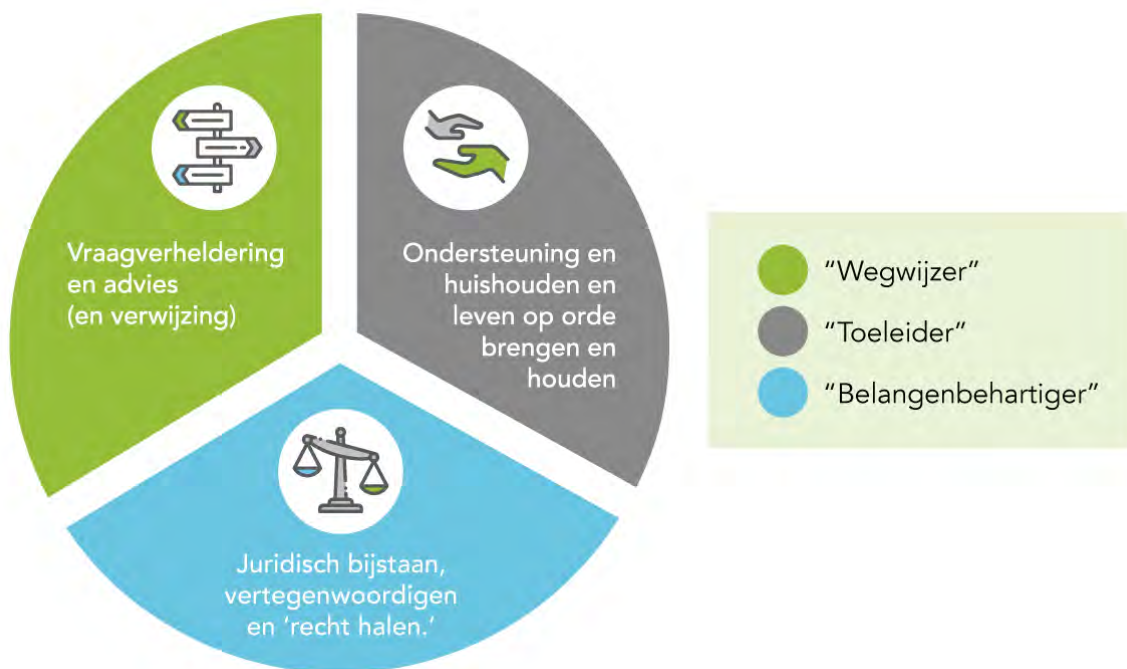 Vraagverheldering
en advies
(en verwijzing)
Ondersteuning en
huishouden en
leven op orde
brengen en
houden
Juridisch bijstaan,
vertegenwoordigen
en ‘recht halen.’
“Wegwijzer”
“Toeleider”
“Belangenbehartiger”